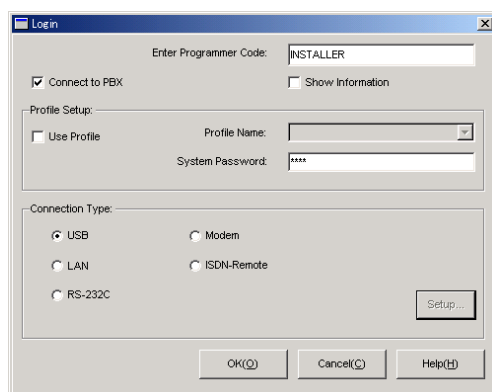 Login
Enter Programmer Code: INSTALLER
Connect to PBX Show Information
Profile Setup:
Use Profile Profile Name:
System Password: ****
Connection Type:
USB Modem
LAN ISDN-Remote
RS-232C
Setup...
OK(O) Cancel(C) Help(H)